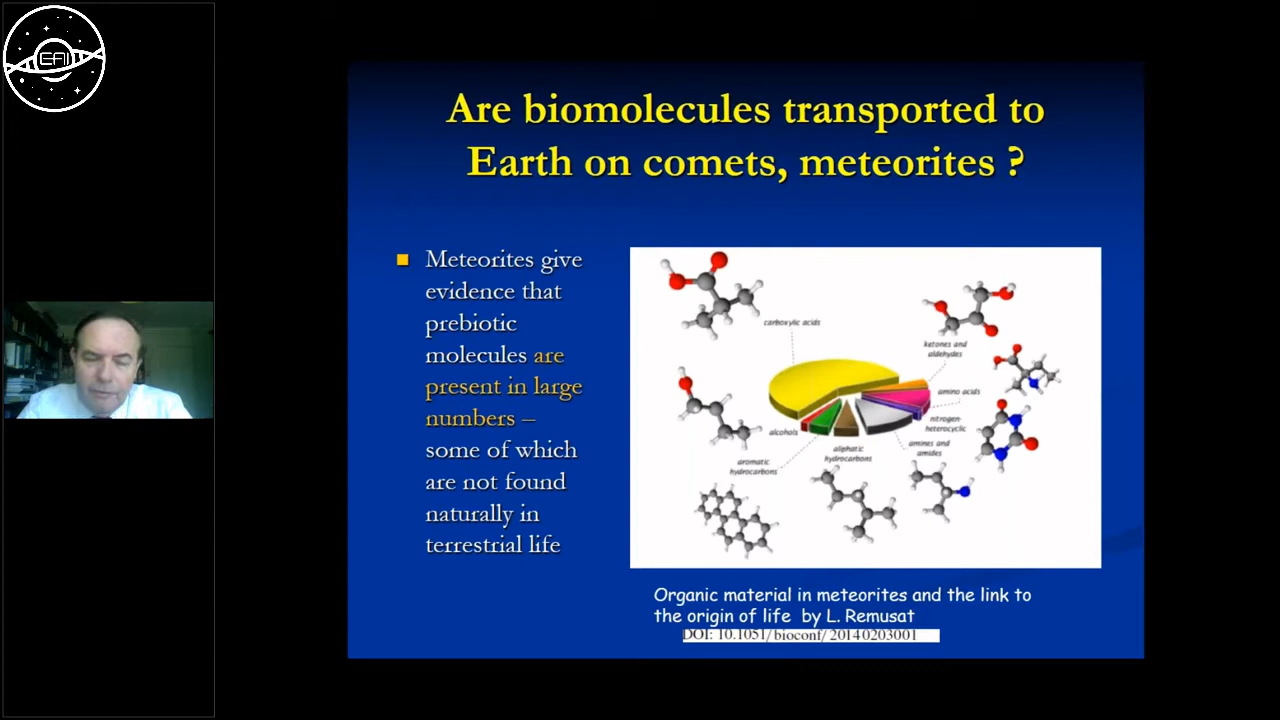 EAI
Are biomolecules transported to
Earth on comets, meteorites ?
Meteorites give
evidence that
prebiotic
molecules are
present in large
numbers –
some of which
are not found
naturally in
terrestrial life
carboxylic acids
ketones and
aldehydes
amino acids
nitrogen-
heterocyclic
amines and
amides
aliphatic
hydrocarbons
aromatic
hydrocarbons
alcohols
Organic material in meteorites and the link to
the origin of life by L. Remusat
DOI: 10.1051/bioconf/20140203001